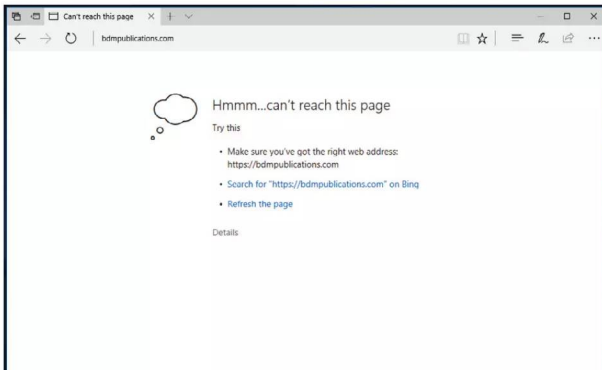 Can't reach this page
bdmpublications.com
Hmmm...can't reach this page
Try this
• Make sure you've got the right web address:
https://bdmpublications.com
• Search for "https://bdmpublications.com" on Bing
• Refresh the page
Details